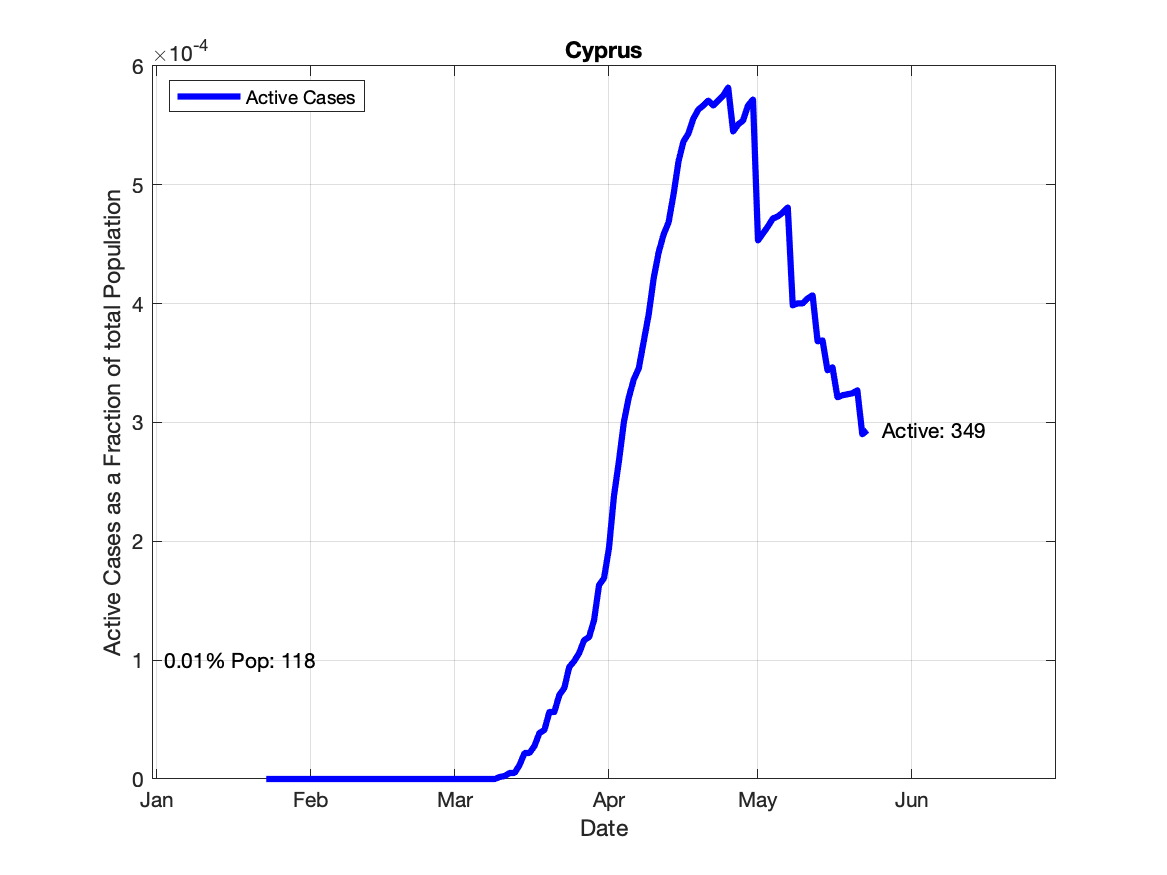 Cyprus
×10-4
6
Active Cases
5
4
3
2
1
0
Active Cases as a Fraction of total Population
Active: 349
0.01% Pop: 118
Jan Feb Mar Apr May Jun
Date